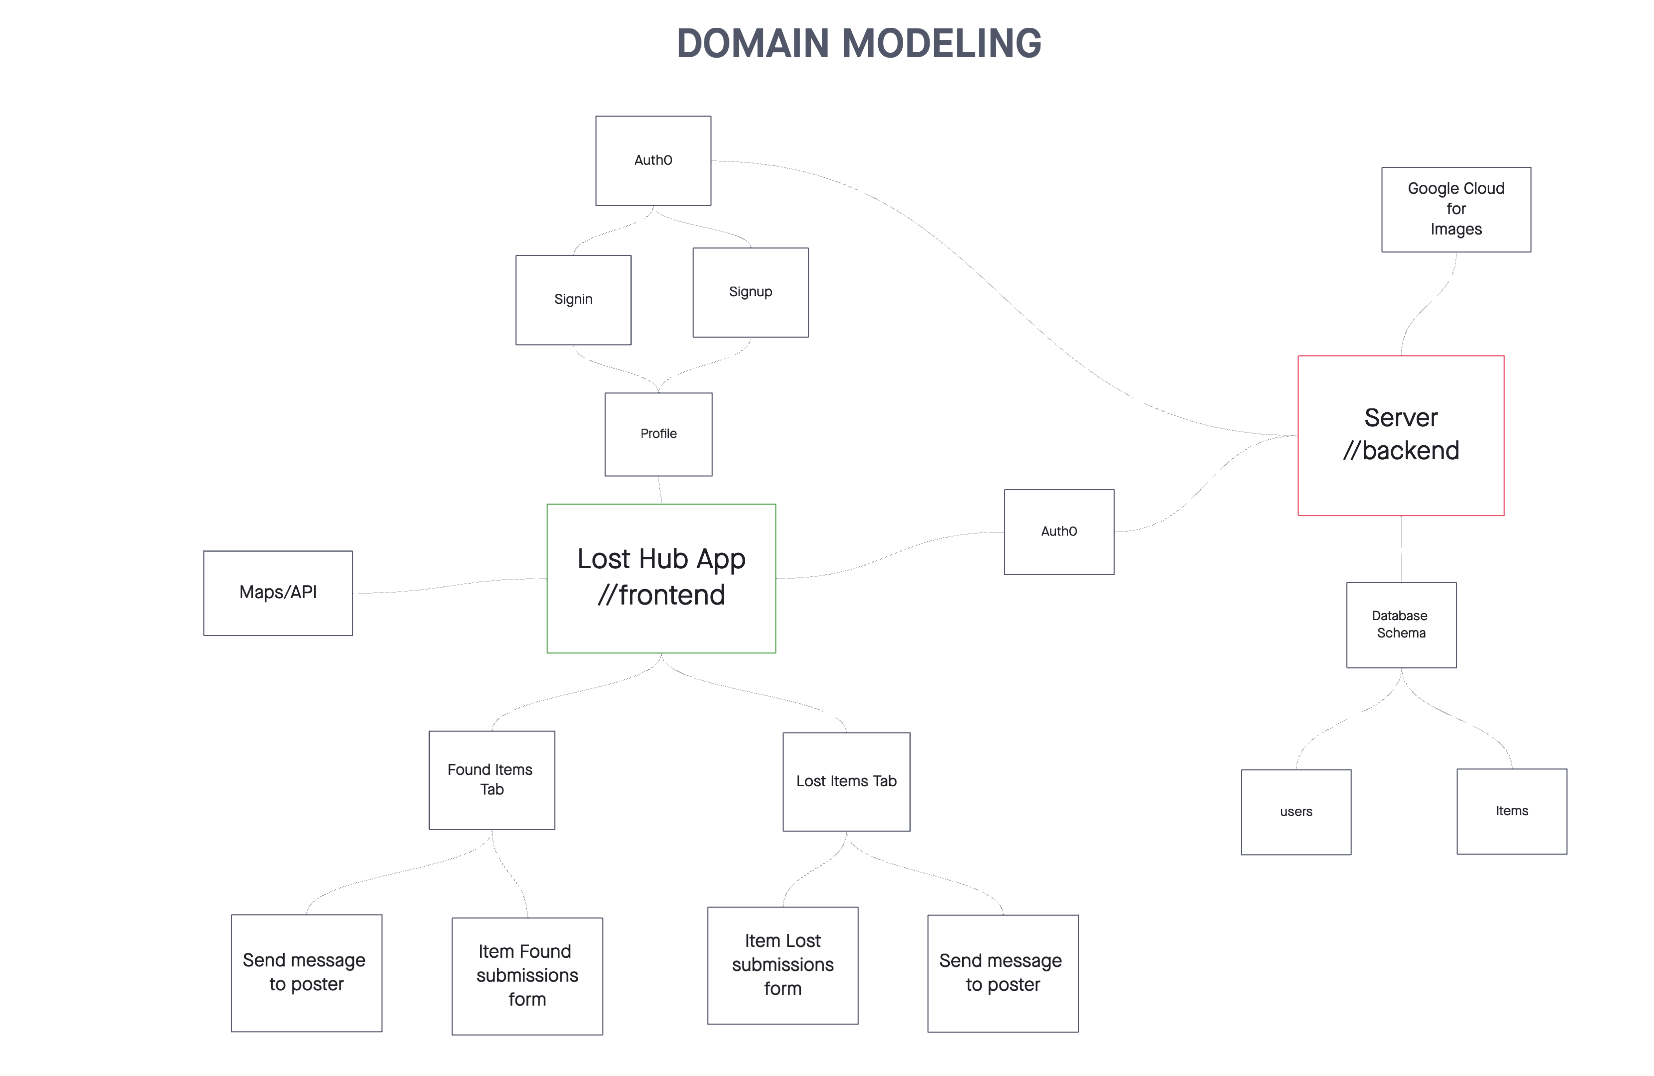 DOMAIN MODELING
Auth0
Google Cloud
for
Images
Signin
Signup
Server
//backend
Profile
Auth0
Lost Hub App
//frontend
Maps/API
Database
Schema
Found Items
Tab
Lost Items Tab
users
Items
Send message
to poster
Item Found
submissions
form
Item Lost
submissions
form
Send message
to poster